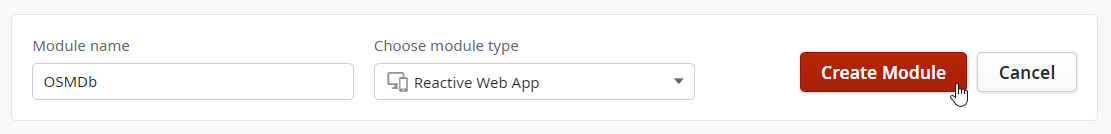 Module name
Choose module type
OSMDb
Reactive Web App
Create Module
Cancel